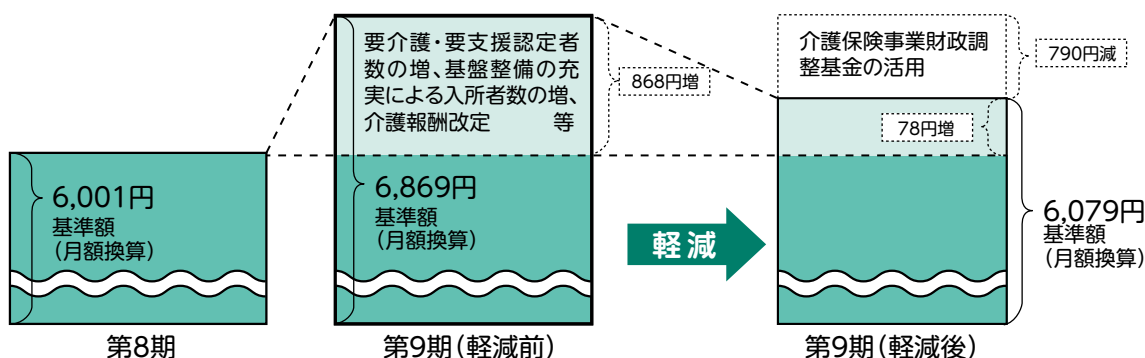 6,001円
基準額
(月額換算)
第8期
要介護・要支援認定者
数の増、基盤整備の充
実による入所者数の増、
介護報酬改定 等
868円増
6,869円
基準額
(月額換算)
第9期(軽減前)
軽減
介護保険事業財政調
整基金の活用
790円減
78円増
6,079円
基準額
(月額換算)
第9期(軽減後)